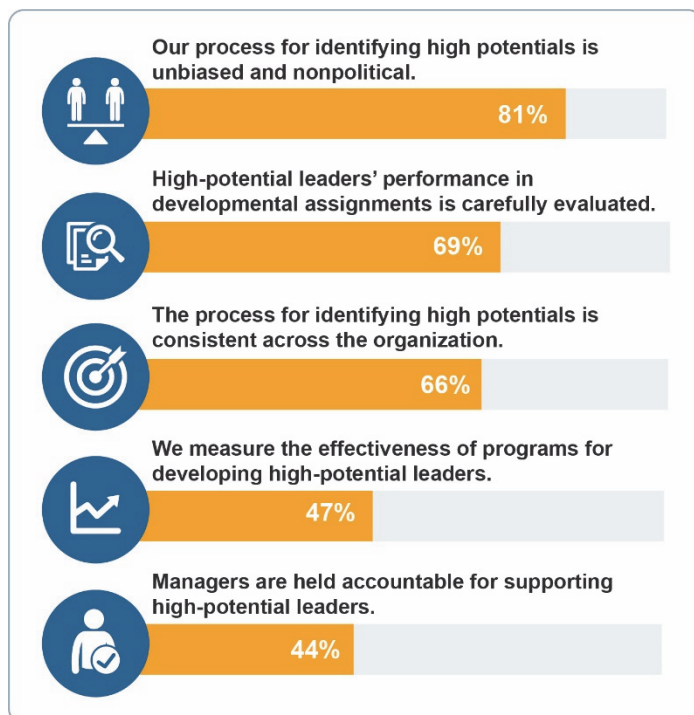 Our process for identifying high potentials is
unbiased and nonpolitical.
81%
High-potential leaders’ performance in
developmental assignments is carefully evaluated.
69%
The process for identifying high potentials is
consistent across the organization.
66%
We measure the effectiveness of programs for
developing high-potential leaders.
47%
Managers are held accountable for supporting
high-potential leaders.
44%